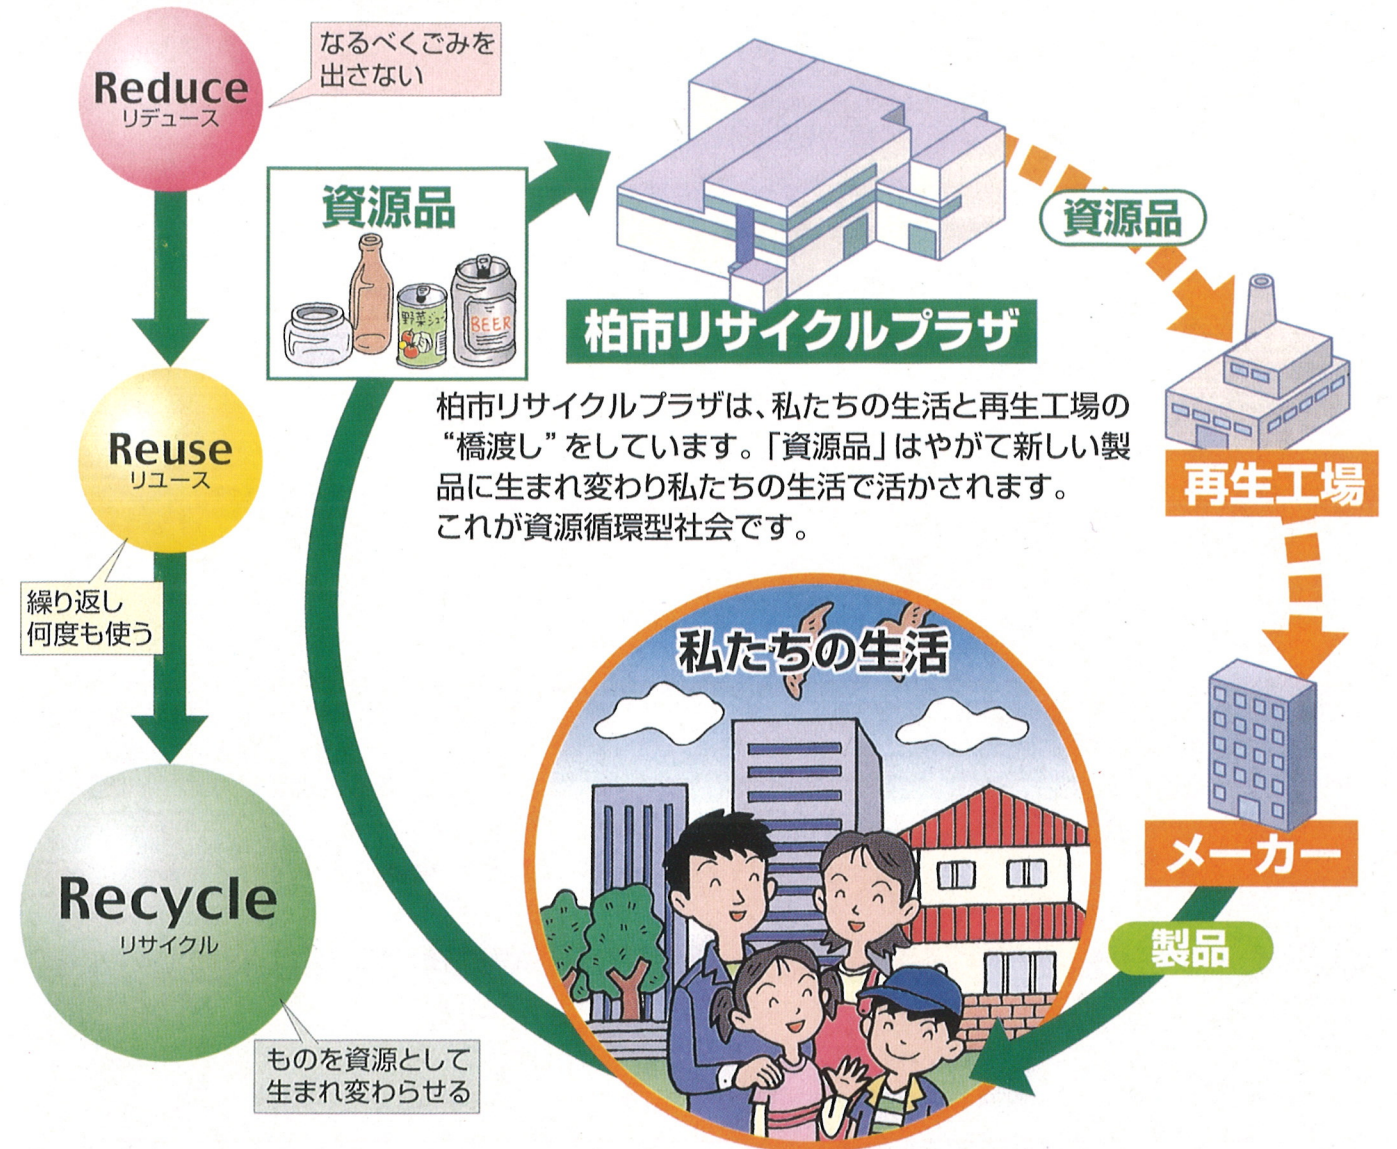 Reduce
リデュース
なるべくごみを
出さない
Reuse
リユース
繰り返し
何度も使う
Recycle
リサイクル
ものを資源として
生まれ変わらせる
資源品
野菜ジュース
BEER
柏市リサイクルプラザ
資源品
再生工場
メーカー
製品
柏市リサイクルプラザは、私たちの生活と再生工場の
“橋渡し”をしています。「資源品」はやがて新しい製
品に生まれ変わり私たちの生活で活かされます。
これが資源循環型社会です。
私たちの生活